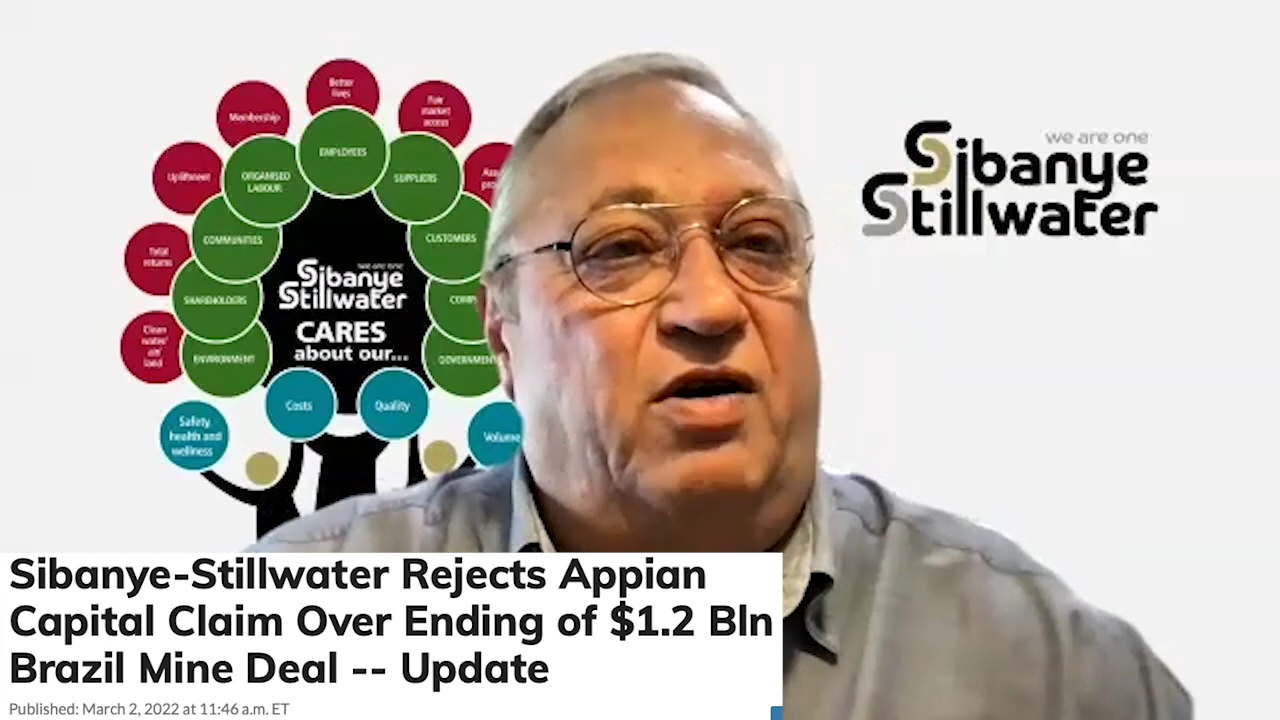 Better
lives
Membership
Fair
market
access
EMPLOYEES
Upliftment
ORGANISED
LABOUR
SUPPLIERS
COMMUNITIES
CUSTOMERS
Total
returns
we are one
Sibanye
Stillwater
SHAREHOLDERS
CARES
about our...
Clean
water/
air/
land
ENVIRONMENT
GOVERNMENT
Costs
Quality
Safety,
health and
wellness
Volume
we are one
Sibanye
Stillwater
Sibanye-Stillwater Rejects Appian
Capital Claim Over Ending of $1.2 Bln
Brazil Mine Deal -- Update
Published: March 2, 2022 at 11:46 a.m. ET